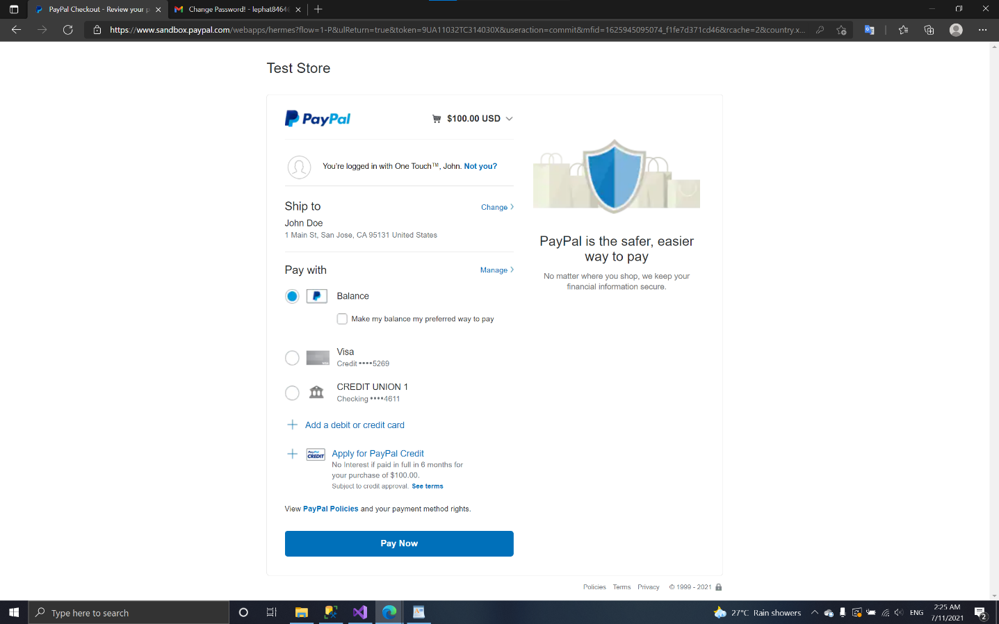 PayPal Checkout - Review your p
Change Password! - lephat8464
https://www.sandbox.paypal.com/webapps/hermes?flow=1-P&ulReturn=true&token=9UA11032TC314030X&useraction=commit&mfid=1625945095074_f1fe7d371cd46&rcache=2&country.x...
Test Store
PayPal
$100.00 USD
You're logged in with One Touch™, John. Not you?
Ship to
Change
John Doe
1 Main St, San Jose, CA 95131 United States
Pay with
Manage
Balance
Make my balance my preferred way to pay
Visa
Credit ••••5269
CREDIT UNION 1
Checking ••••4611
Add a debit or credit card
PayPal CREDIT
Apply for PayPal Credit
No Interest if paid in full in 6 months for
your purchase of $100.00.
Subject to credit approval. See terms
View PayPal Policies and your payment method rights.
Pay Now
PayPal is the safer, easier
way to pay
No matter where you shop, we keep your
financial information secure.
Policies Terms Privacy © 1999 - 2021
Type here to search
27°C Rain showers
ENG
2:25 AM
7/11/2021
2